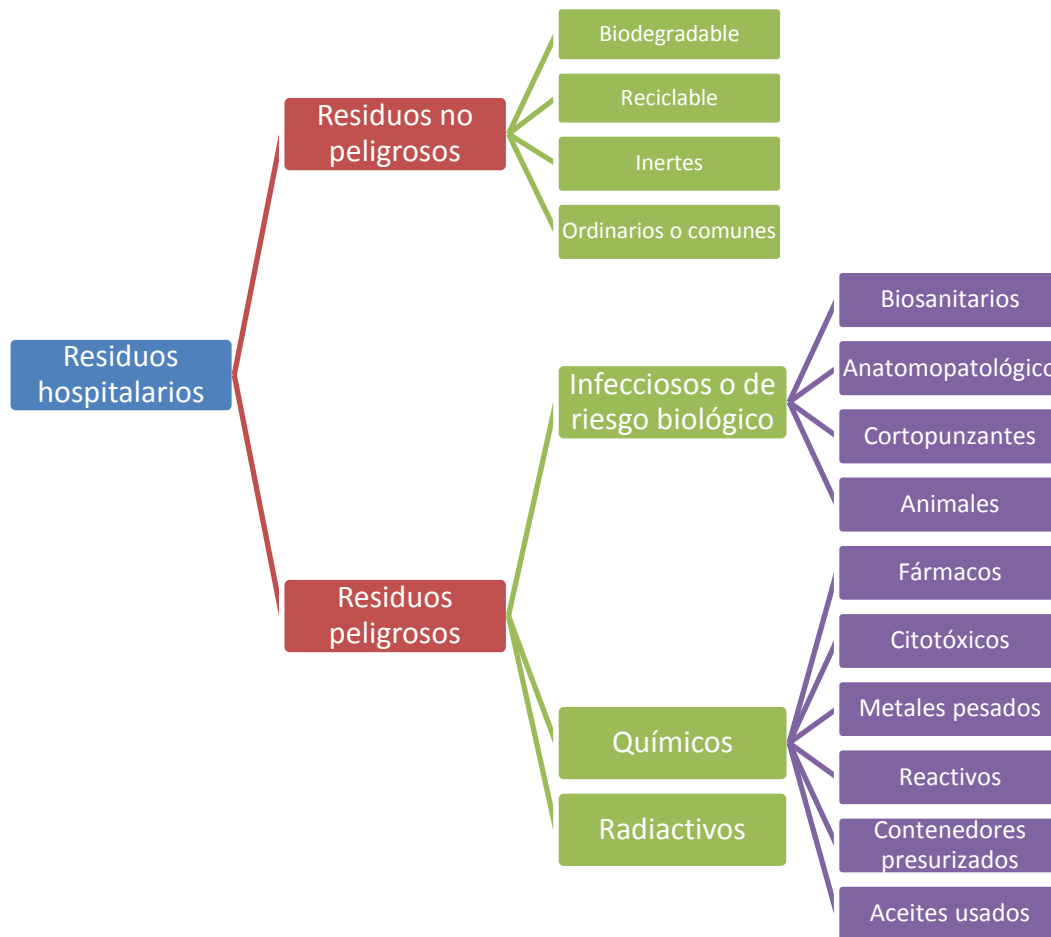 Residuos
hospitalarios
Residuos no
peligrosos
Biodegradable
Reciclable
Inertes
Ordinarios o comunes
Residuos
peligrosos
Infecciosos o de
riesgo biológico
Biosanitarios
Anatomopatológico
Cortopunzantes
Animales
Químicos
Fármacos
Citotóxicos
Metales pesados
Reactivos
Contenedores
presurizados
Aceites usados
Radiactivos